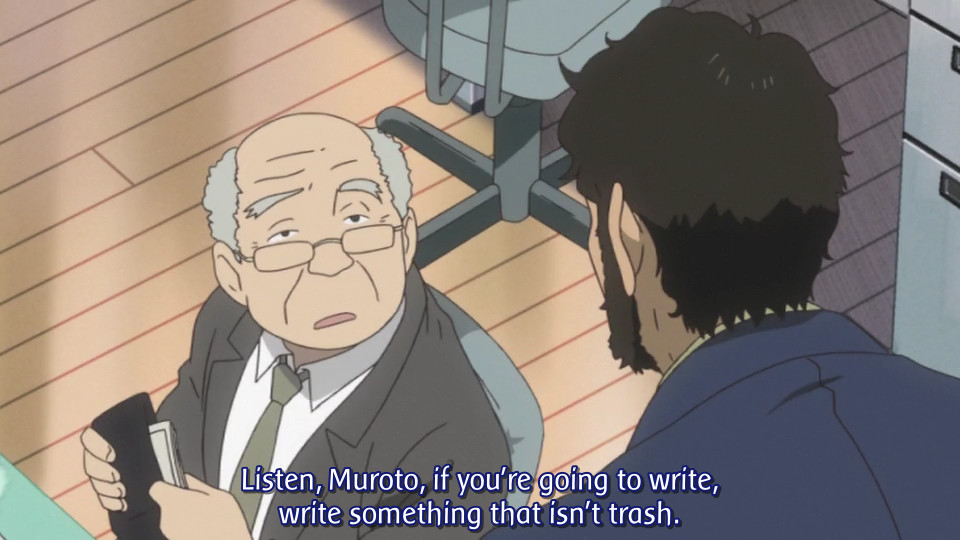 Listen, Muroto, if you're going to write,
write something that isn't trash.